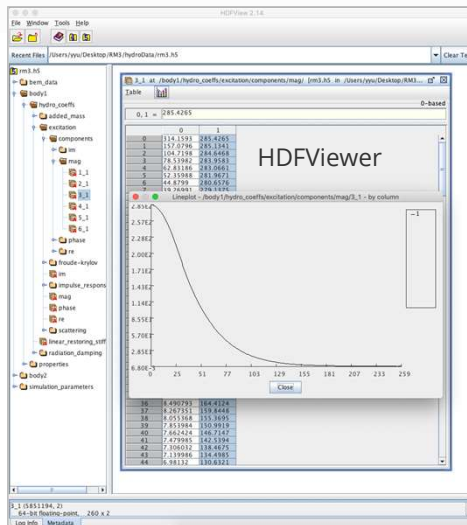 HDFView 2.14
File Window Tools Help
Recent Files /Users/yyu/Desktop/RM3/hydroData/rm3.h5 Clear Te
rm3.h5
bem_data
body1
hydro_coeffs
added_mass
excitation
components
im
mag
1_1
2_1
3_1
4_1
5_1
6_1
phase
re
froude-krylov
im
impulse_respons
mag
phase
re
scattering
linear_restoring_stiff
radiation_damping
properties
body2
simulation_parameters
3_1 at /body1/hydro_coeffs/excitation/components/mag/ [rm3.h5 in /Users/yyu/Desktop/RM3...
Table
0-based
0, 1 = 285.4265
0 1
0 314.1593 285.4265
1 157.0796 285.1341
2 104.7198 284.6468
3 78.53982 283.9583
4 62.83186 283.0661
5 52.35988 281.9671
6 44.8799 280.6576
HDFViewer
Lineplot - /body1/hydro_coeffs/excitation/components/mag/3_1 - by column
2.85E2
2.57E2
2.28E2
2.00E2
1.71E2
1.43E2
1.14E2
8.55E1
5.70E1
2.85E1
6.80E-3
0 25 51 77 103 129 155 181 207 233 259
1
Close
36 8.490793 164.4124
37 8.267351 159.8448
38 8.055368 155.3695
39 7.853984 150.9919
40 7.662424 146.7147
41 7.479985 142.5394
42 7.306032 138.4675
43 7.139986 134.4985
44 6.98132 130.6321
3_1 (5851194, 2)
64-bit floating-point, 260 x 2
Log Info Metadata